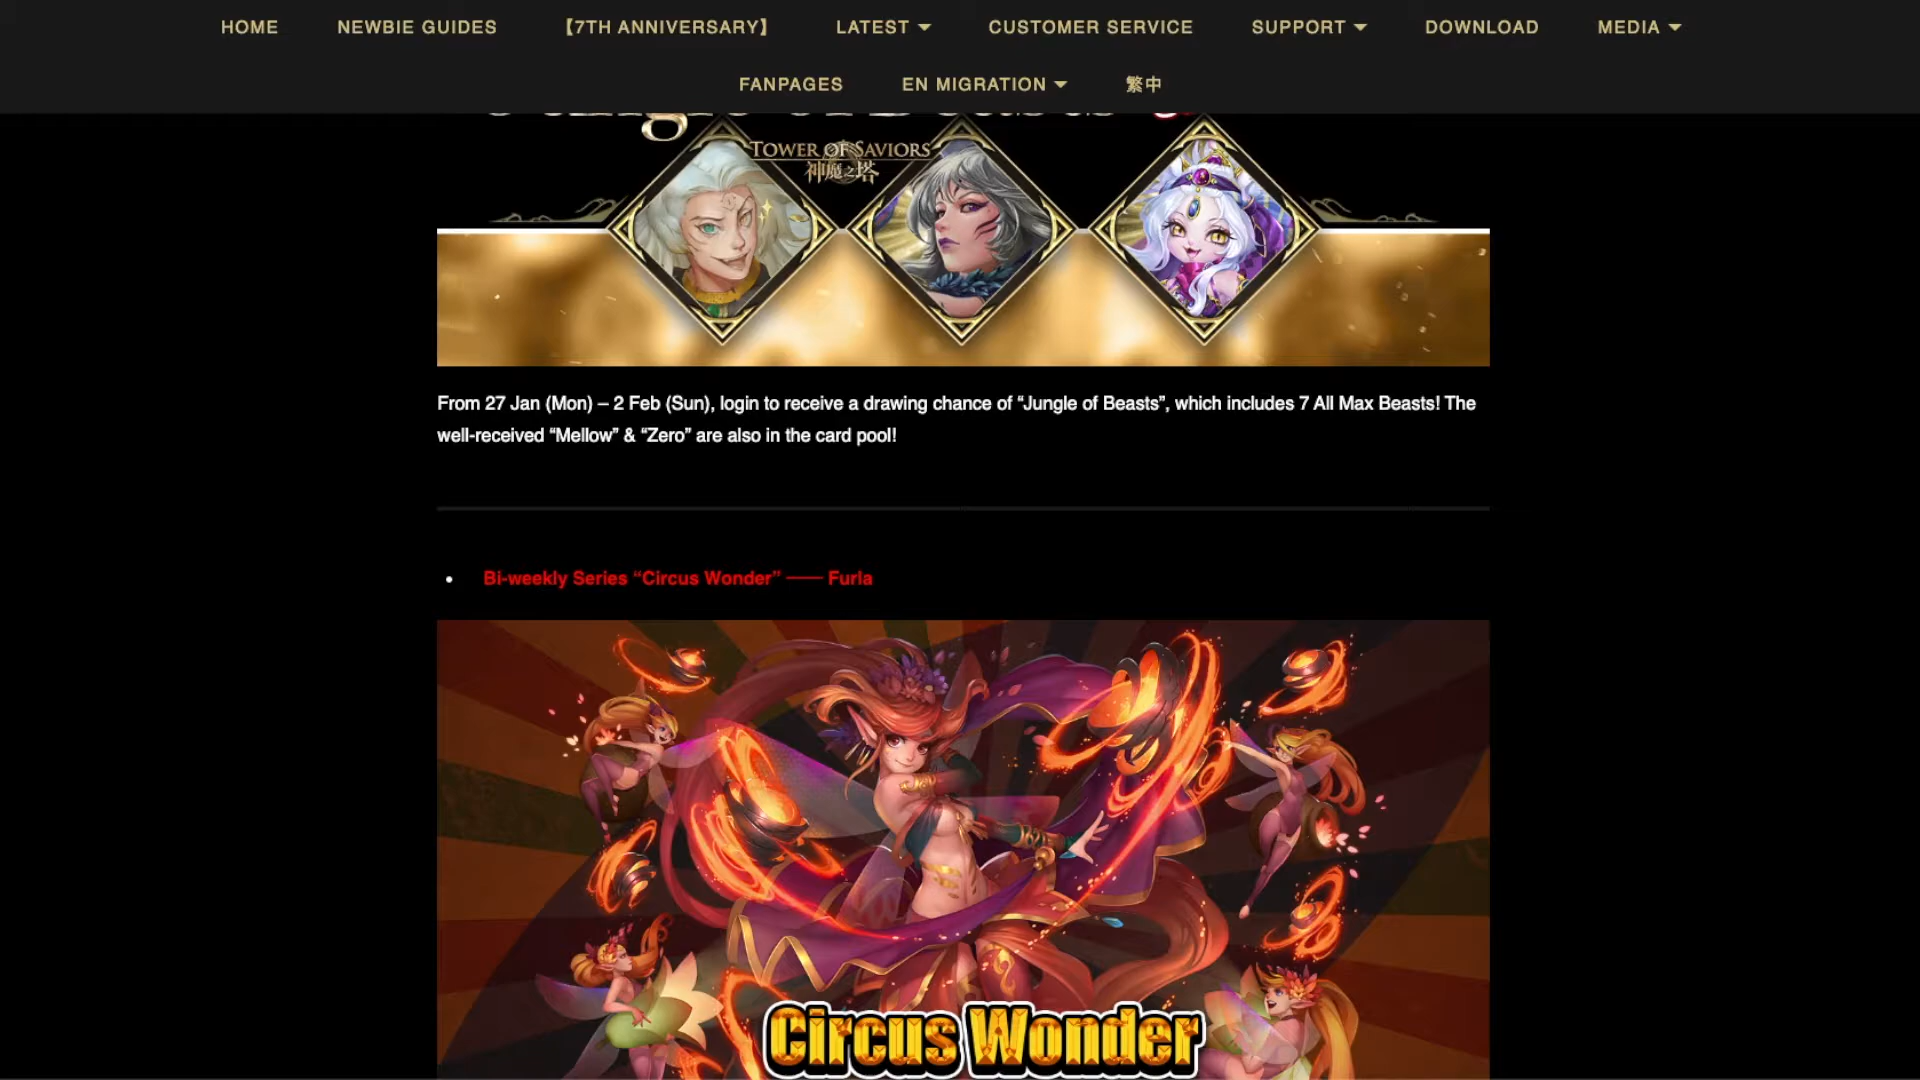 HOME NEWBIE GUIDES 【7TH ANNIVERSARY】 LATEST CUSTOMER SERVICE SUPPORT DOWNLOAD MEDIA
FANPAGES EN MIGRATION 繁中
TOWER OF SAVIORS
神魔之塔
From 27 Jan (Mon) – 2 Feb (Sun), login to receive a drawing chance of “Jungle of Beasts”, which includes 7 All Max Beasts! The
well-received “Mellow” & “Zero” are also in the card pool!
Bi-weekly Series “Circus Wonder” —— Furla
Circus Wonder